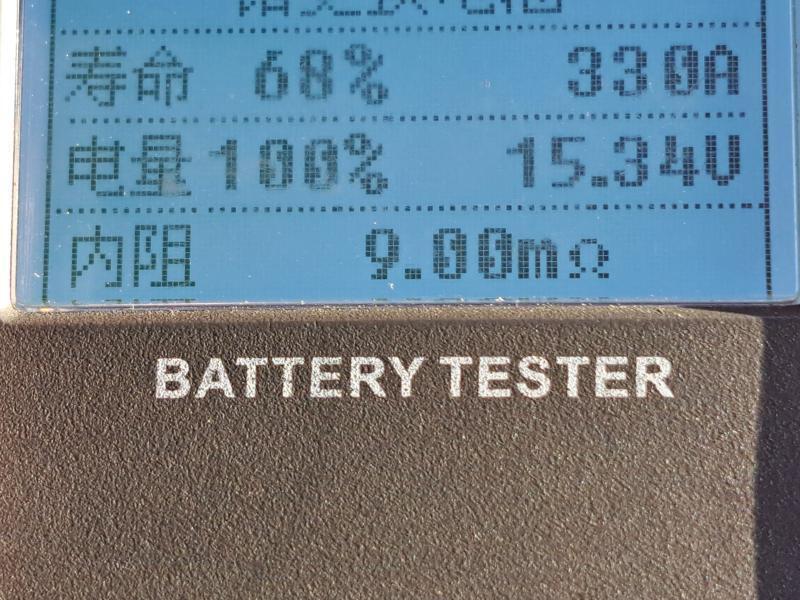 寿命 68% 330A
电量 100% 15.34V
内阻 9.00mΩ
BATTERY TESTER